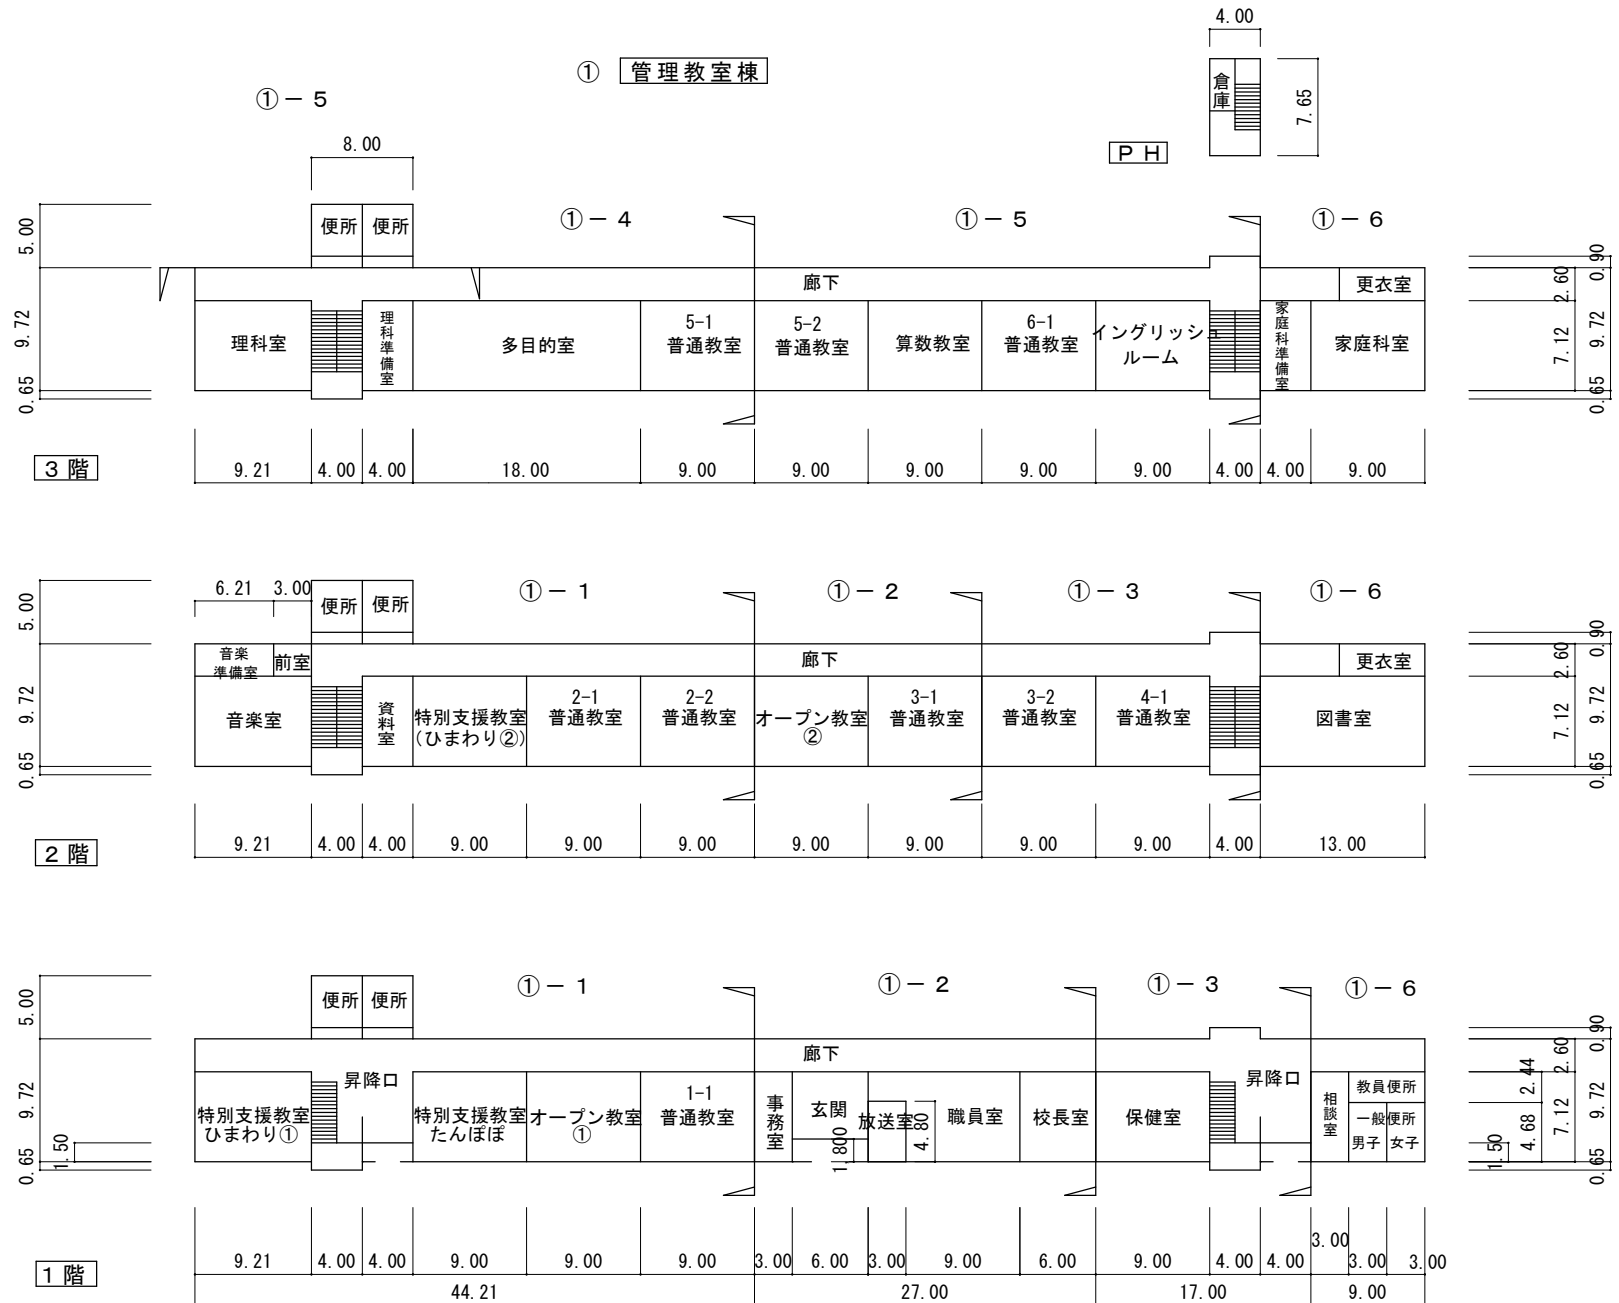 4.00
① 管理教室棟
倉庫
7.65
①－5
PH
8.00
5.00
便所 便所
①－4 ①－5 ①－6
0.90
廊下
更衣室
2.60
9.72
理科室
理科準備室
多目的室
5-1
普通教室
5-2
普通教室
算数教室
6-1
普通教室
イングリッシュ
ルーム
家庭科準備室
家庭科室
7.12
9.72
0.65
0.65
3階
9.21 4.00 4.00 18.00 9.00 9.00 9.00 9.00 9.00 4.00 4.00 9.00
6.21 3.00
5.00
便所 便所
①－1 ①－2 ①－3 ①－6
0.90
音楽
準備室
前室
廊下
更衣室
2.60
9.72
音楽室
資料室
特別支援教室
(ひまわり②)
2-1
普通教室
2-2
普通教室
オープン教室
②
3-1
普通教室
3-2
普通教室
4-1
普通教室
図書室
7.12
9.72
0.65
0.65
2階
9.21 4.00 4.00 9.00 9.00 9.00 9.00 9.00 9.00 9.00 4.00 13.00
5.00
便所 便所
①－1 ①－2 ①－3 ①－6
0.90
廊下
2.60
9.72
特別支援教室
ひまわり①
昇降口
特別支援教室
たんぽぽ
オープン教室
①
1-1
普通教室
事務室
玄関
1.800
放送室
4.80
職員室
校長室
保健室
昇降口
相談室
教員便所
一般便所
男子 女子
2.44
4.68
7.12
9.72
1.50
1.50
0.65
0.65
1階
9.21 4.00 4.00 9.00 9.00 9.00 3.00 6.00 3.00 9.00 6.00 9.00 4.00 4.00 3.00 3.00 3.00
44.21 27.00 17.00 9.00